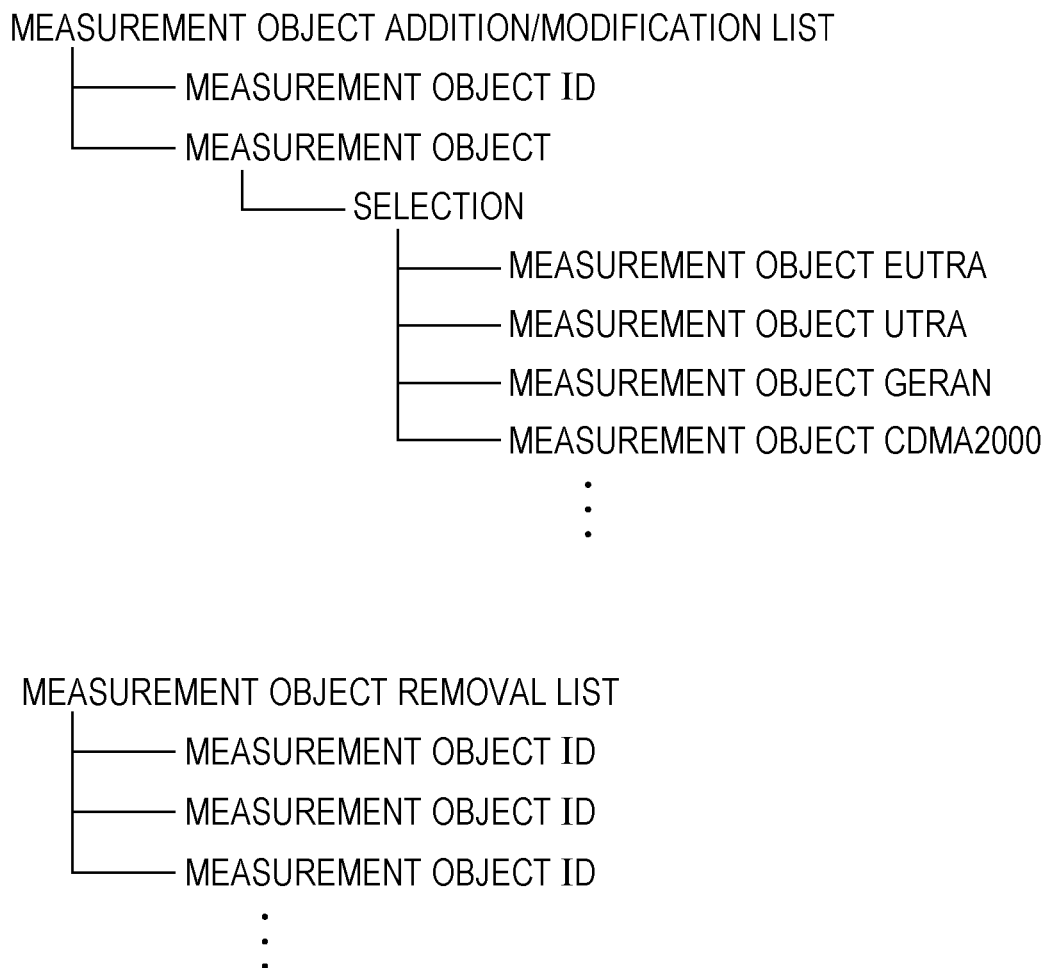 MEASUREMENT OBJECT ADDITION/MODIFICATION LIST
MEASUREMENT OBJECT ID
MEASUREMENT OBJECT
SELECTION
MEASUREMENT OBJECT EUTRA
MEASUREMENT OBJECT UTRA
MEASUREMENT OBJECT GERAN
MEASUREMENT OBJECT CDMA2000
MEASUREMENT OBJECT REMOVAL LIST
MEASUREMENT OBJECT ID
MEASUREMENT OBJECT ID
MEASUREMENT OBJECT ID